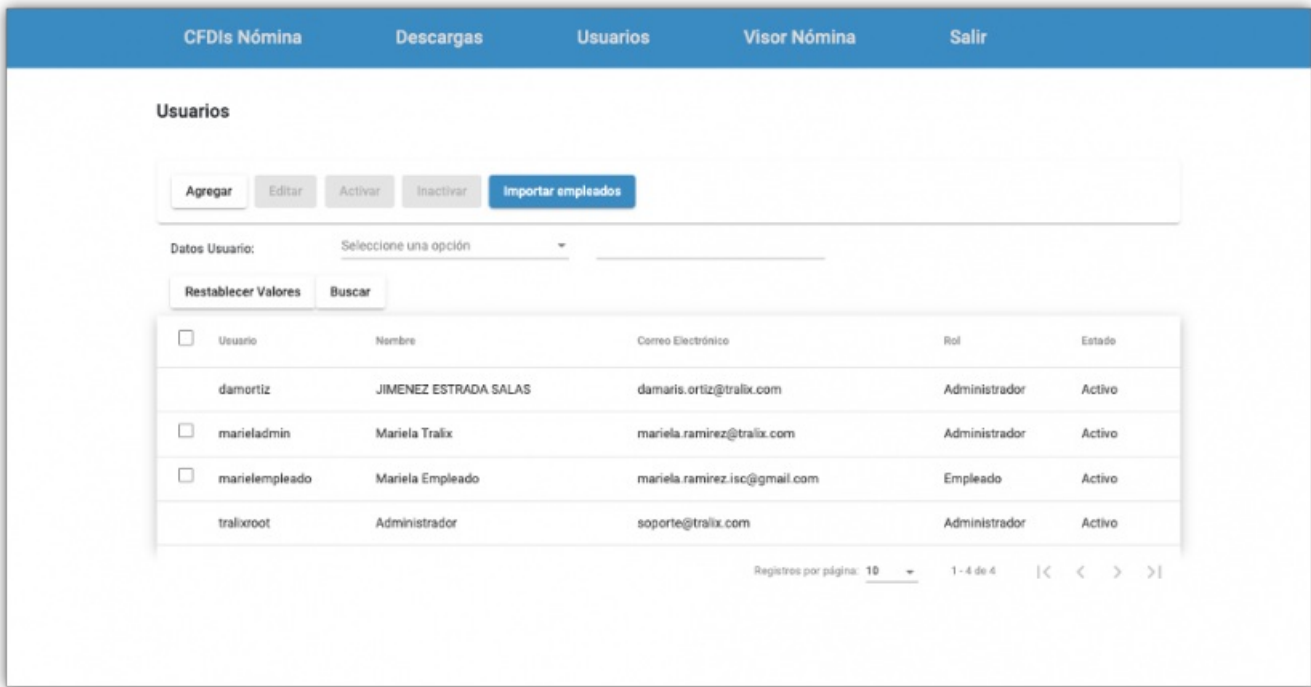 CFDIs Nómina Descargas Usuarios Visor Nómina Salir
Usuarios
Agregar Editar Activar Inactivar Importar empleados
Datos Usuario: Seleccione una opción
Restablecer Valores Buscar
Usuario Nombre Correo Electrónico Rol Estado
damortiz JIMENEZ ESTRADA SALAS damaris.ortiz@tralix.com Administrador Activo
marieladmin Mariela Tralix mariela.ramirez@tralix.com Administrador Activo
marielempleado Mariela Empleado mariela.ramirez.isc@gmail.com Empleado Activo
tralixroot Administrador soporte@tralix.com Administrador Activo
Registros por página: 10 1 - 4 de 4